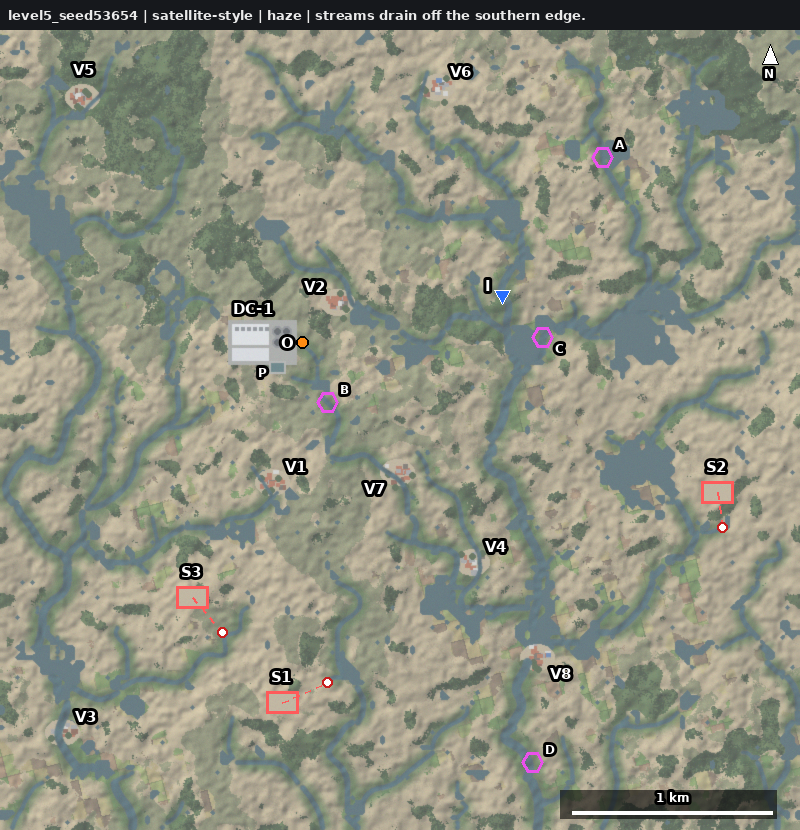 level5_seed53654 | satellite-style | haze | streams drain off the southern edge.
N
V5
V6
A
I
V2
DC-1
O
P
C
B
V1
V7
S2
V4
S3
S1
V8
V3
D
1 km